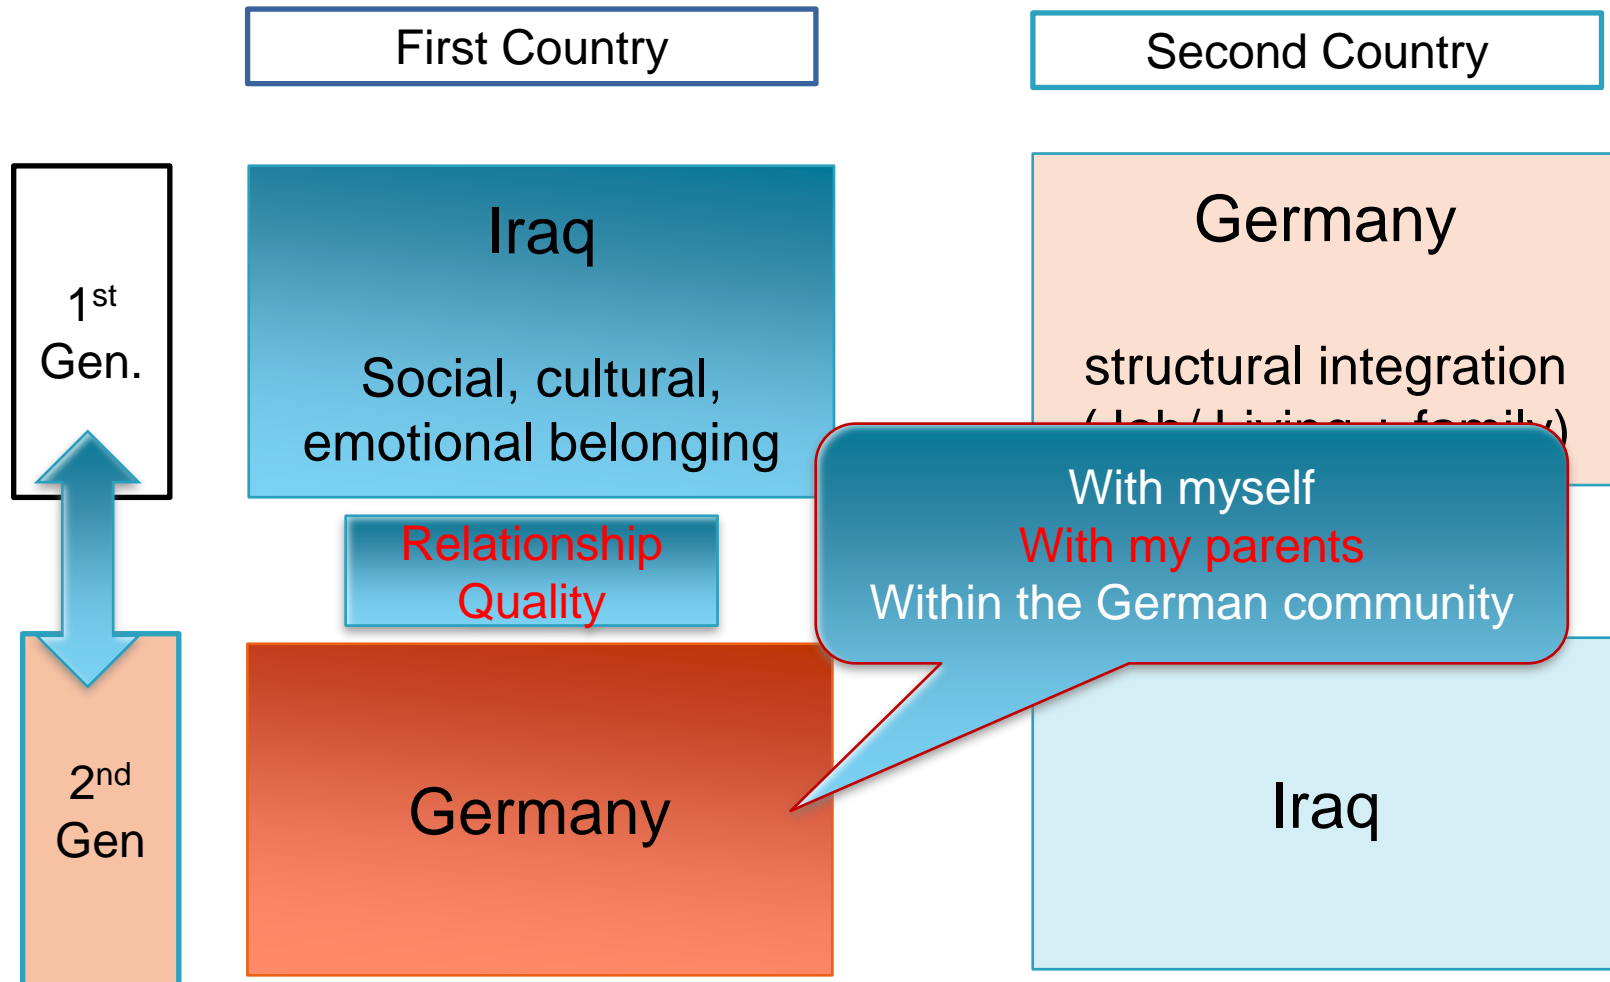 First Country
Second Country
1st
Gen.
Iraq
Social, cultural,
emotional belonging
Germany
structural integration
With myself
With my parents
Within the German community
Relationship
Quality
2nd
Gen
Germany
Iraq